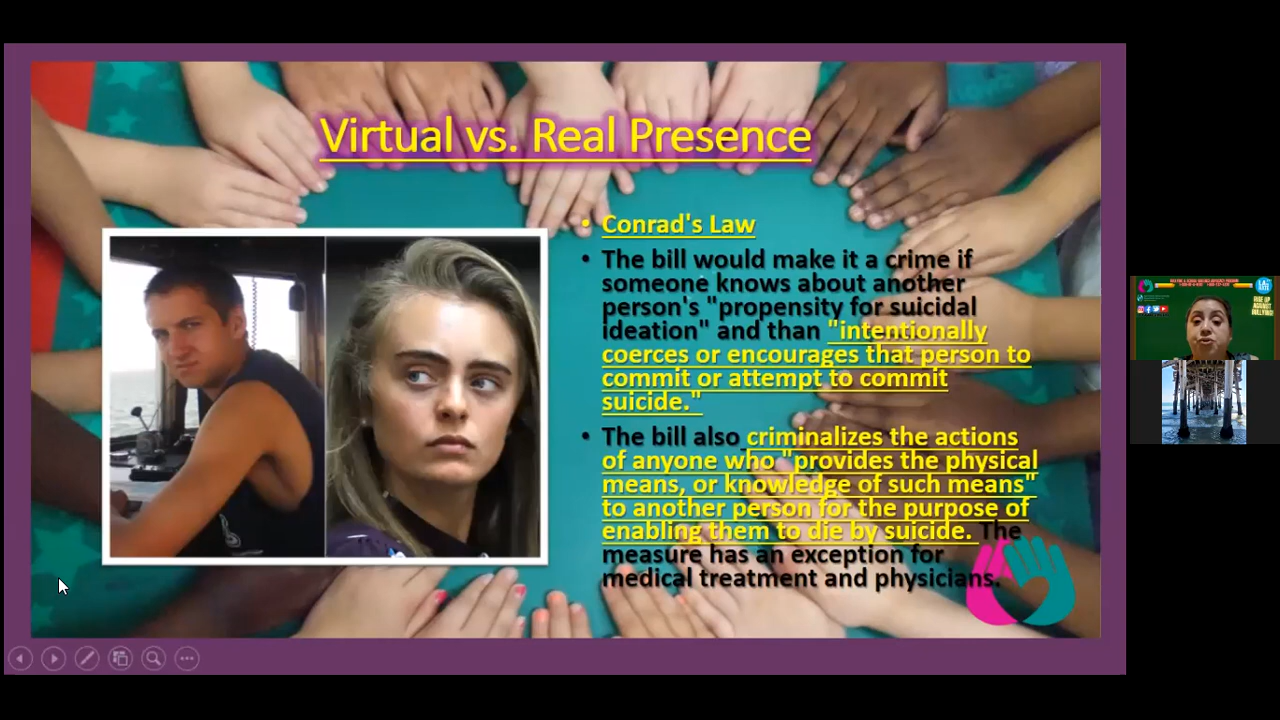 Virtual vs. Real Presence
• Conrad's Law
• The bill would make it a crime if
someone knows about another
person's "propensity for suicidal
ideation" and than "intentionally
coerces or encourages that person to
commit or attempt to commit
suicide."
• The bill also criminalizes the actions
of anyone who "provides the physical
means, or knowledge of such means"
to another person for the purpose of
enabling them to die by suicide. The
measure has an exception for
medical treatment and physicians.
RISE UP
AGAINST
BULLYING